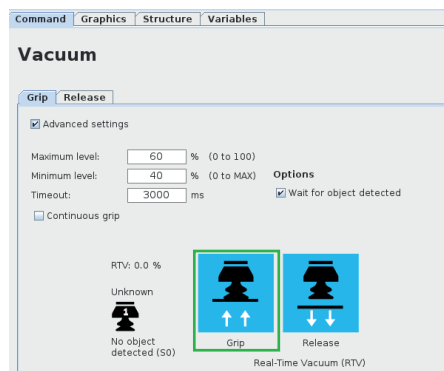 Command Graphics Structure Variables
Vacuum
Grip Release
Advanced settings
Maximum level: 60 % (0 to 100)
Minimum level: 40 % (0 to MAX) Options
Timeout: 3000 ms Wait for object detected
Continuous grip
RTV: 0.0 %
Unknown
1
No object
detected (S0)
Grip Release
Real-Time Vacuum (RTV)